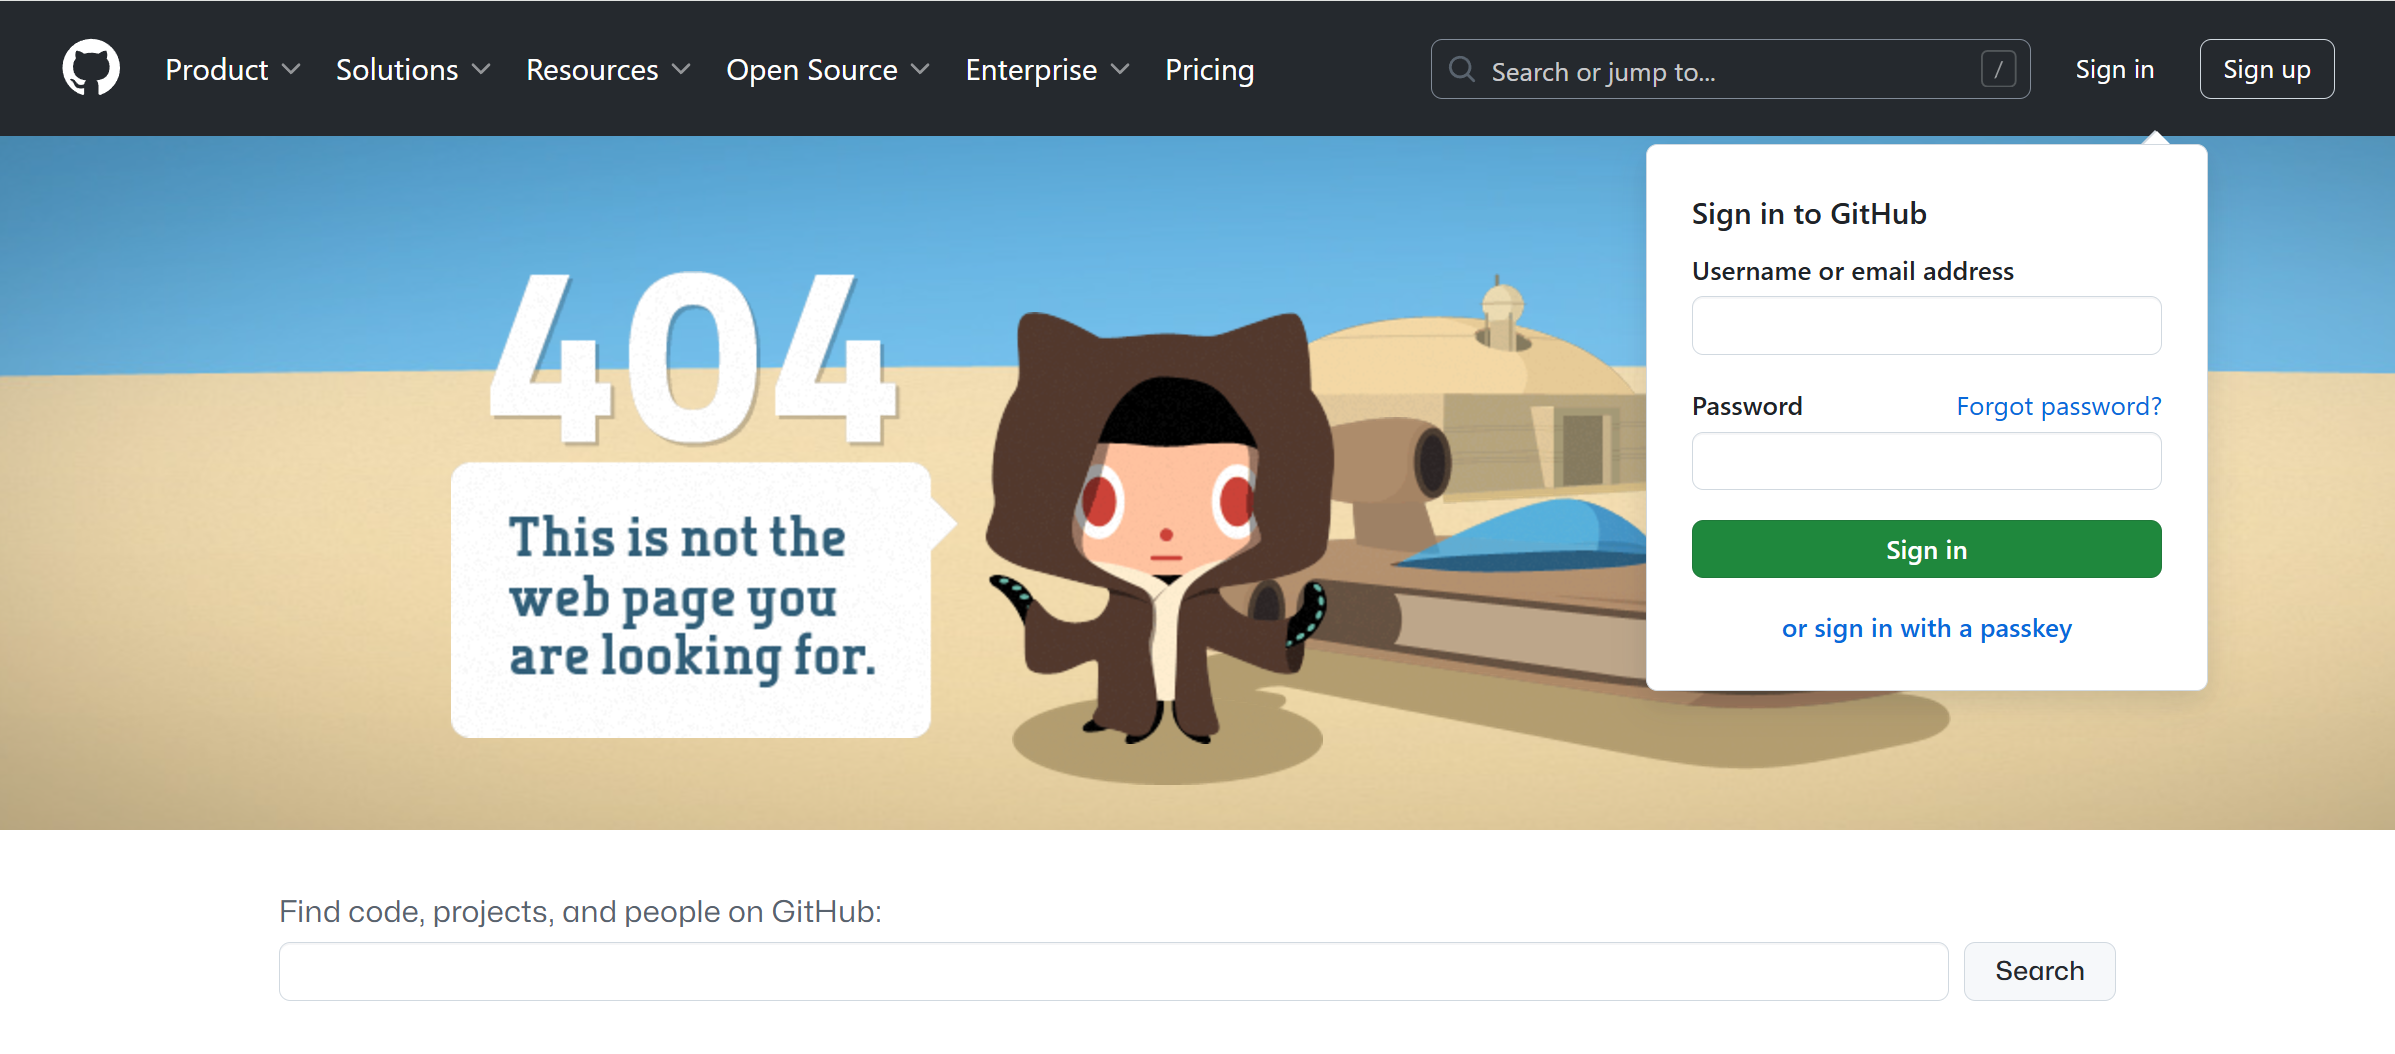 Product Solutions Resources Open Source Enterprise Pricing Search or jump to... / Sign in Sign up
404
This is not the
web page you
are looking for.
Sign in to GitHub
Username or email address
Password Forgot password?
Sign in
or sign in with a passkey
Find code, projects, and people on GitHub:
Search